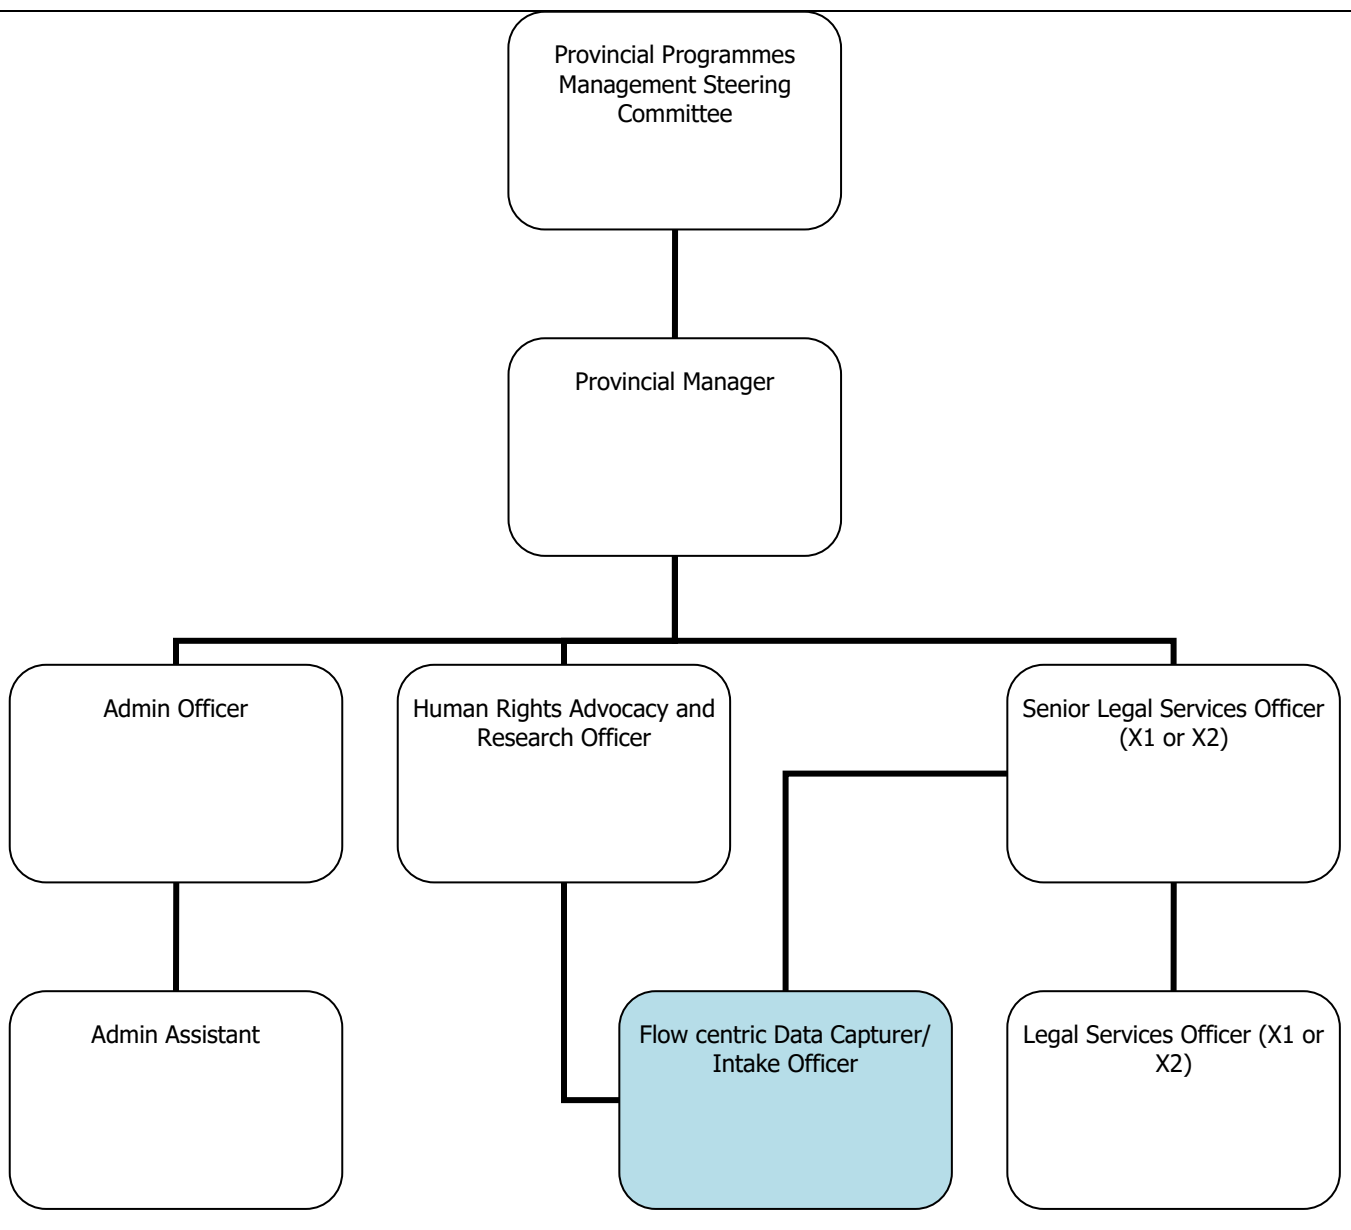 Provincial Programmes
Management Steering
Committee
Provincial Manager
Admin Officer
Human Rights Advocacy and
Research Officer
Senior Legal Services Officer
(X1 or X2)
Admin Assistant
Flow centric Data Capturer/
Intake Officer
Legal Services Officer (X1 or
X2)